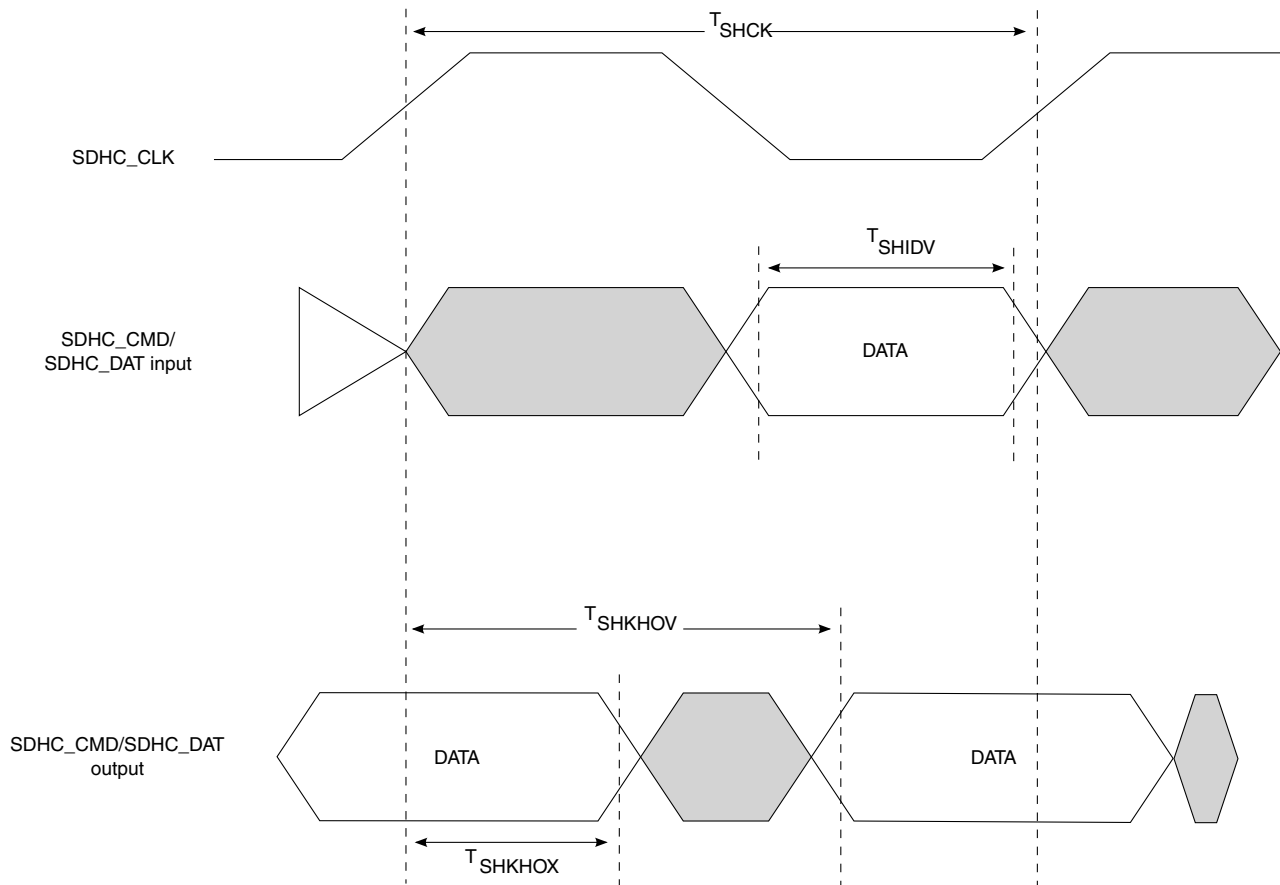 TSHCK
SDHC_CLK
TSHIDV
SDHC_CMD/
SDHC_DAT input
DATA
TSHKHOV
SDHC_CMD/SDHC_DAT
output
DATA
DATA
TSHKHOX